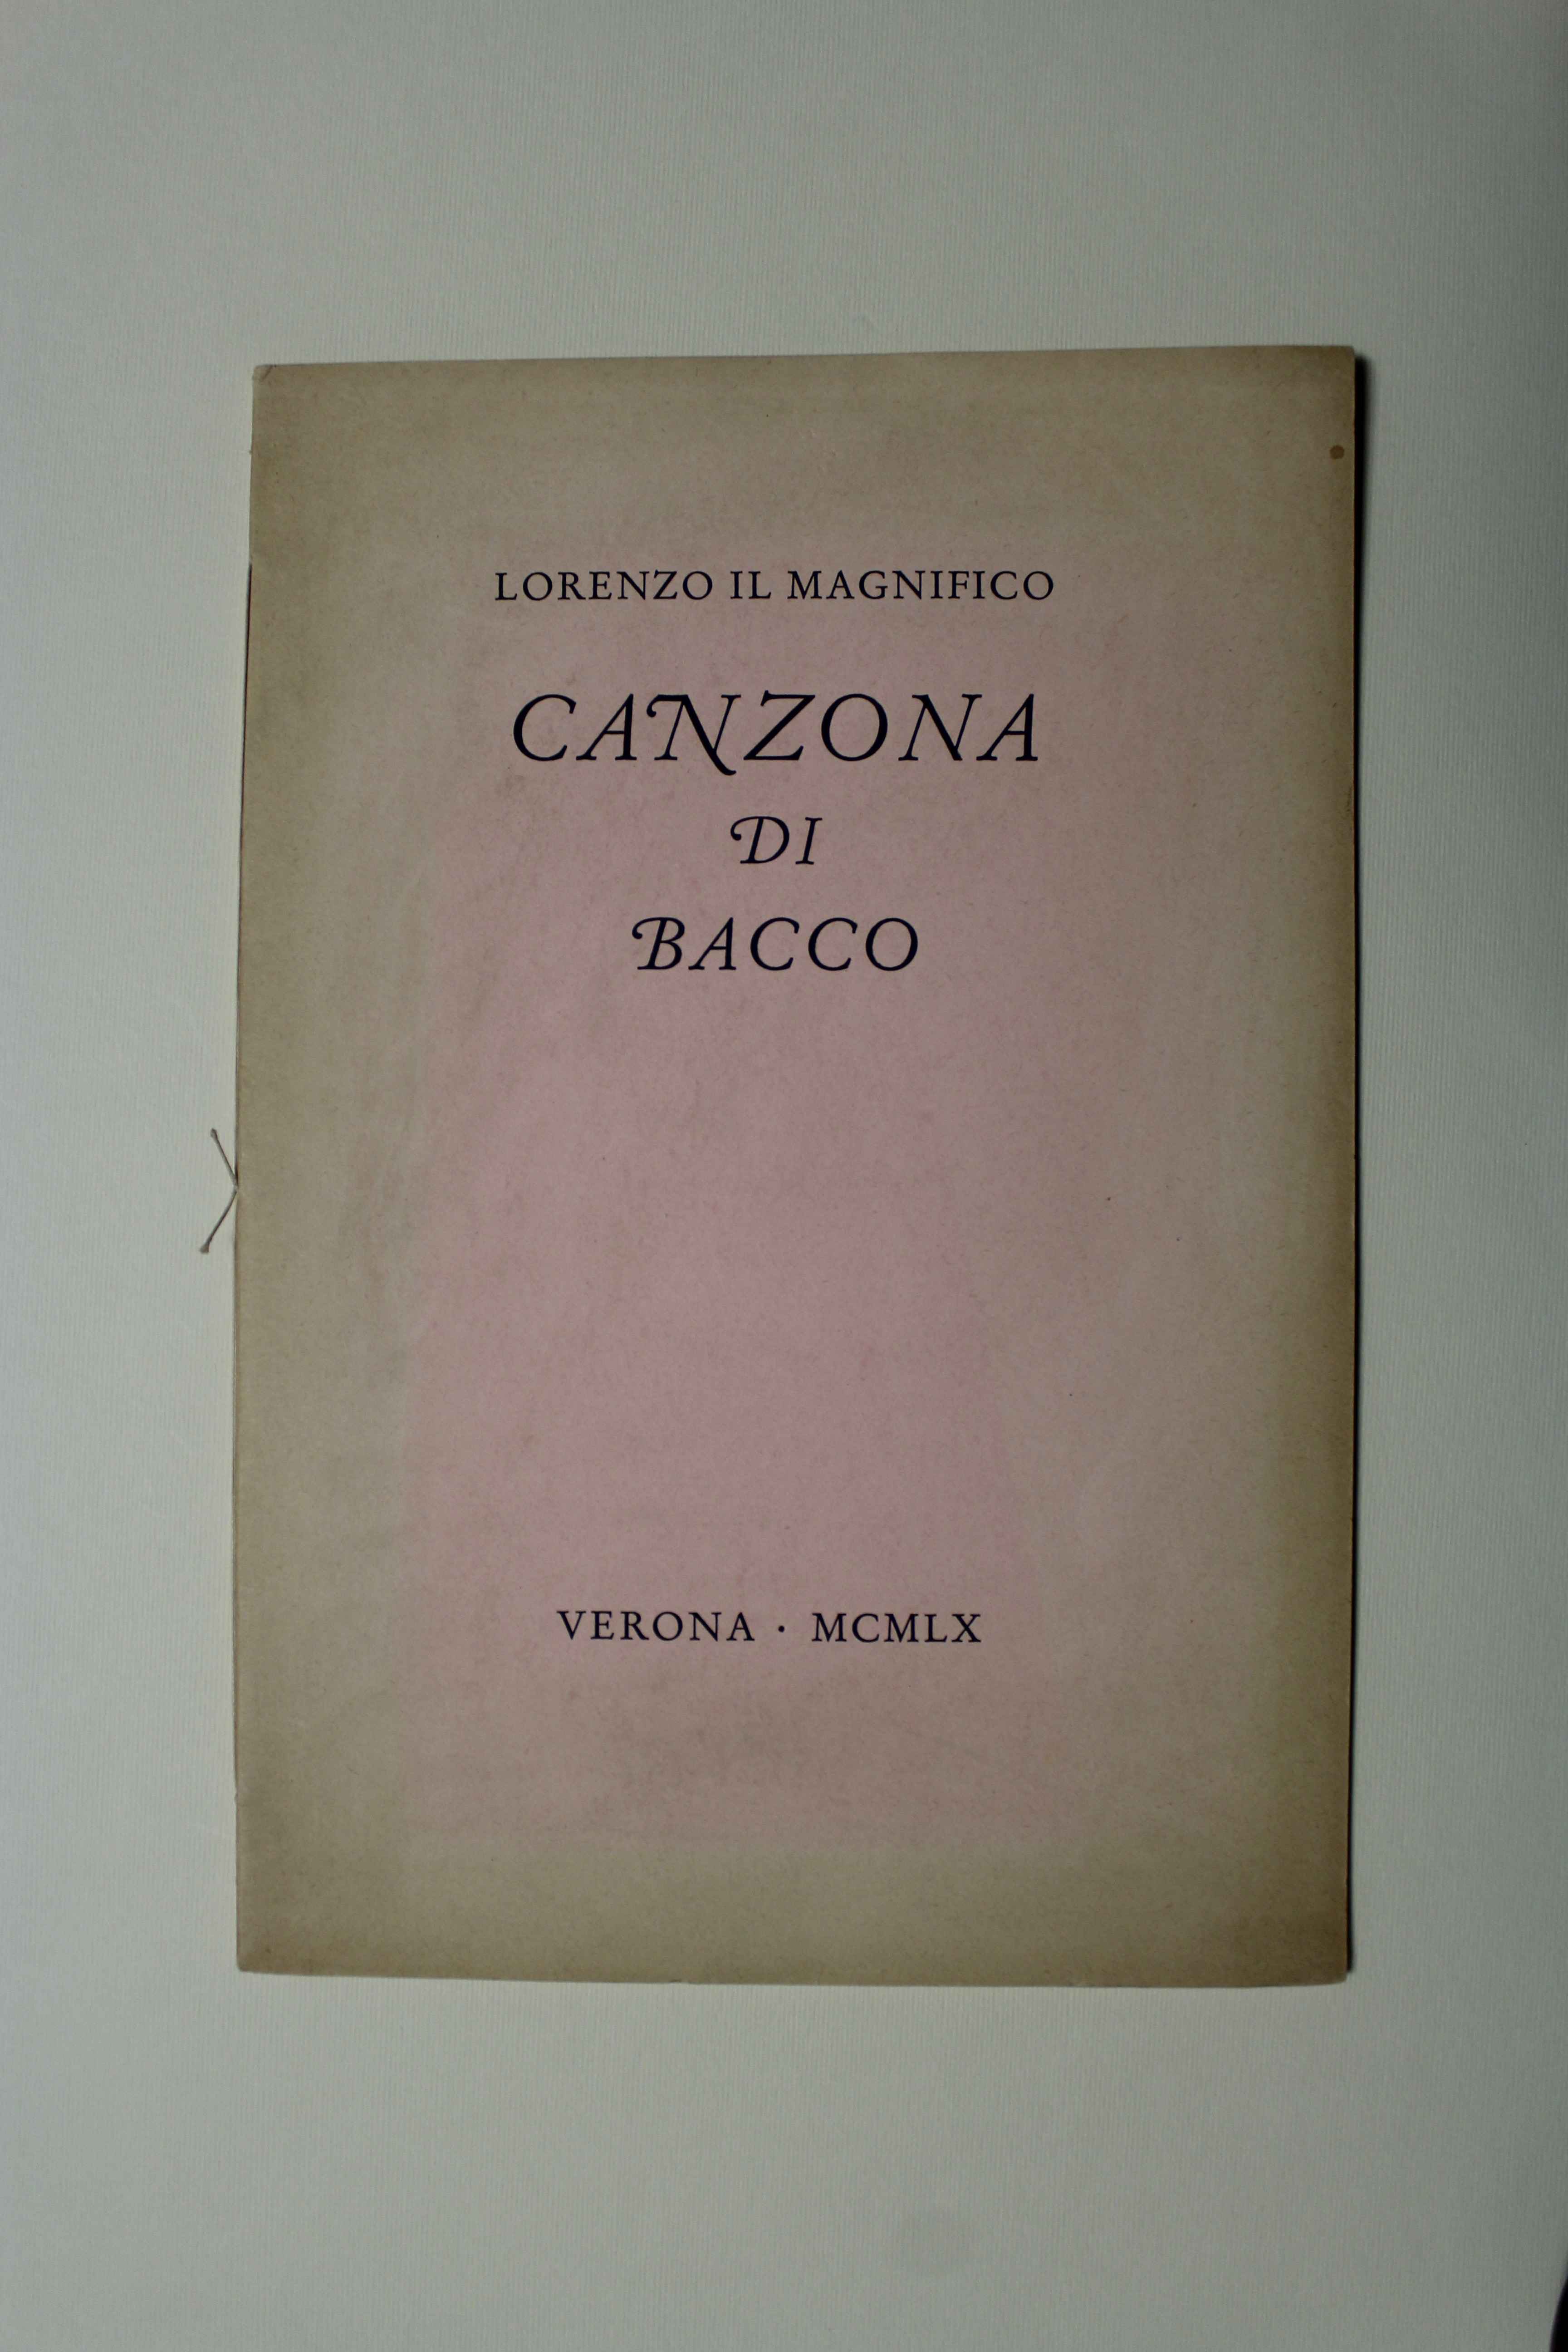 LORENZO IL MAGNIFICO
CANZONA
DI
BACCO
VERONA · MCMLX